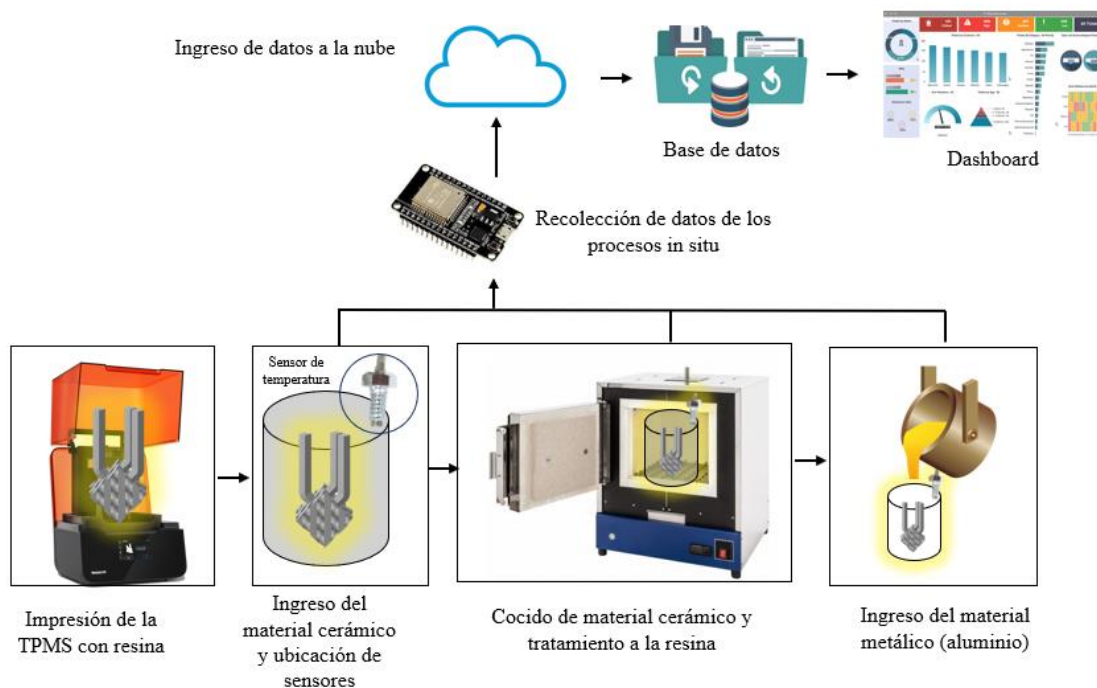 Ingreso de datos a la nube
Base de datos
Dashboard
Recolección de datos de los
procesos in situ
Sensor de
temperatura
Impresión de la
TPMS con resina
Ingreso del
material cerámico
y ubicación de
sensores
Cocido de material cerámico y
tratamiento a la resina
Ingreso del material
metálico (aluminio)